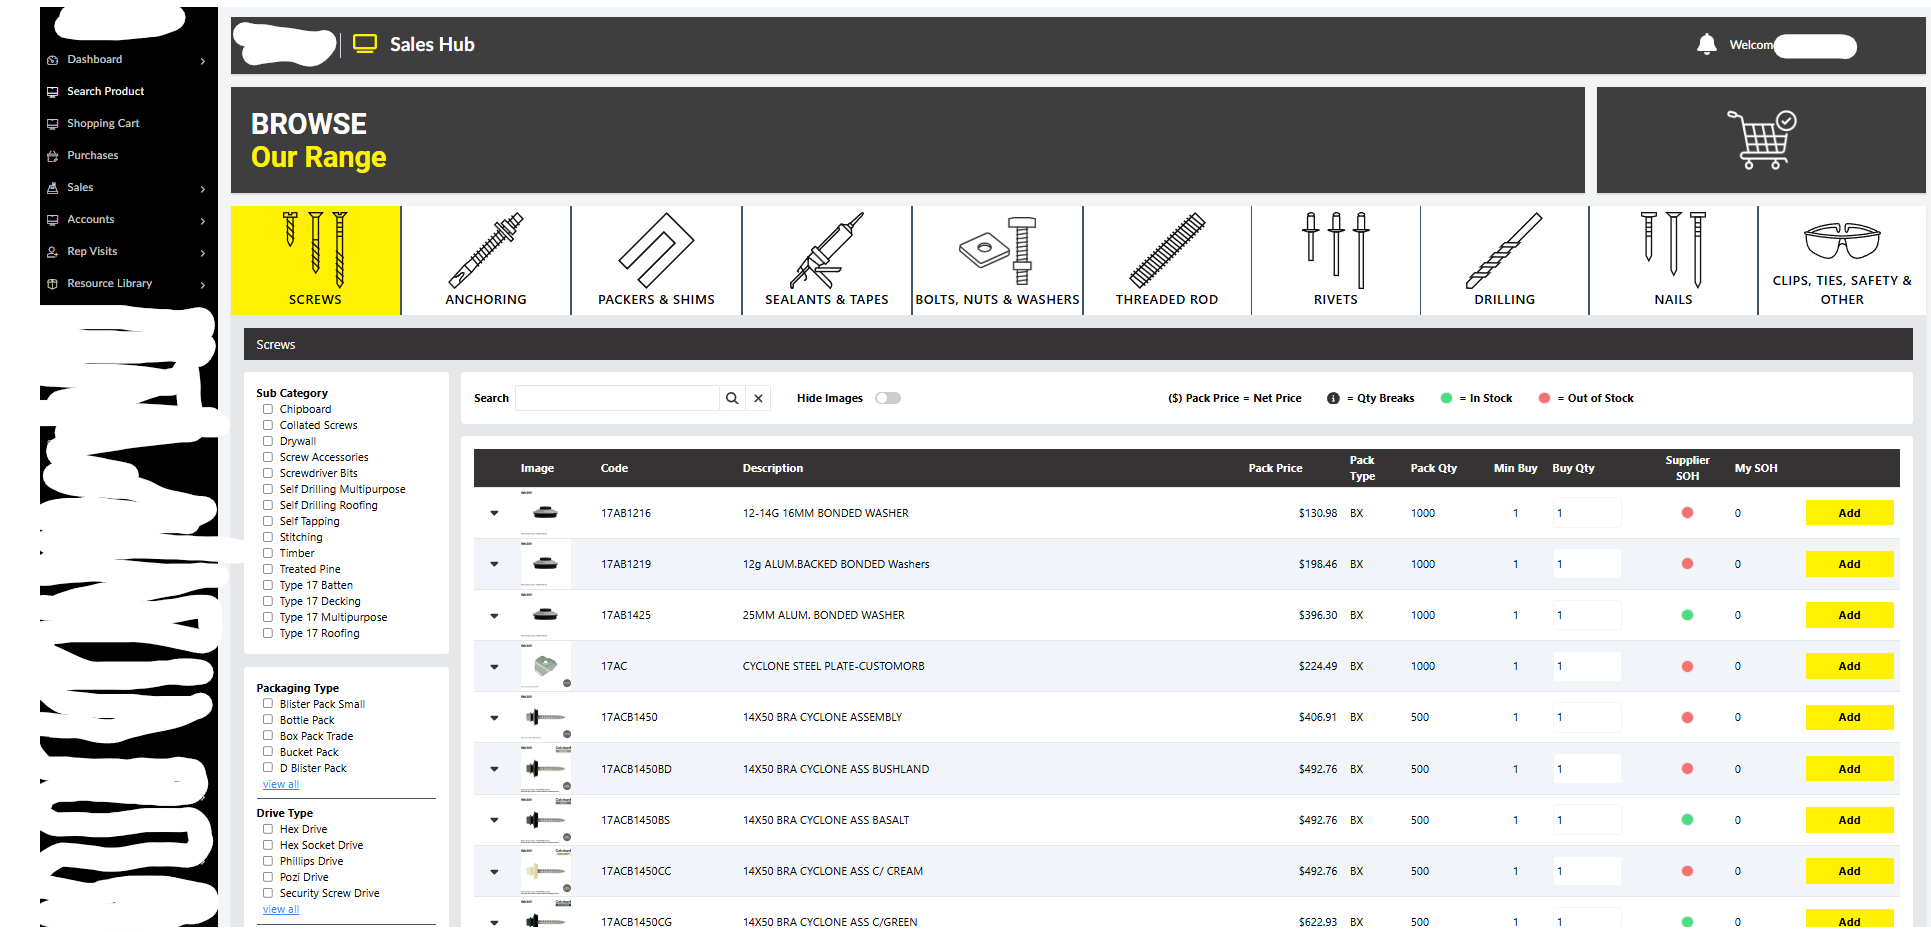 Dashboard
Search Product
Shopping Cart
Purchases
Sales
Accounts
Rep Visits
Resource Library
Sales Hub
Welcom
BROWSE
Our Range
SCREWS
ANCHORING
PACKERS & SHIMS
SEALANTS & TAPES
BOLTS, NUTS & WASHERS
THREADED ROD
RIVETS
DRILLING
NAILS
CLIPS, TIES, SAFETY &
OTHER
Screws
Sub Category
Chipboard
Collated Screws
Drywall
Screw Accessories
Screwdriver Bits
Self Drilling Multipurpose
Self Drilling Roofing
Self Tapping
Stitching
Timber
Treated Pine
Type 17 Batten
Type 17 Decking
Type 17 Multipurpose
Type 17 Roofing
Packaging Type
Blister Pack Small
Bottle Pack
Box Pack Trade
Bucket Pack
D Blister Pack
view all
Drive Type
Hex Drive
Hex Socket Drive
Phillips Drive
Pozi Drive
Security Screw Drive
view all
Search
Hide Images
($) Pack Price = Net Price
= Qty Breaks
= In Stock
= Out of Stock
Image Code Description Pack Price Pack Type Pack Qty Min Buy Buy Qty Supplier SOH My SOH
17AB1216 12-14G 16MM BONDED WASHER $130.98 BX 1000 1 1 0 Add
17AB1219 12g ALUM.BACKED BONDED Washers $198.46 BX 1000 1 1 0 Add
17AB1425 25MM ALUM. BONDED WASHER $396.30 BX 1000 1 1 0 Add
17AC CYCLONE STEEL PLATE-CUSTOMORB $224.49 BX 1000 1 1 0 Add
17ACB1450 14X50 BRA CYCLONE ASSEMBLY $406.91 BX 500 1 1 0 Add
17ACB1450BD 14X50 BRA CYCLONE ASS BUSHLAND $492.76 BX 500 1 1 0 Add
17ACB1450BS 14X50 BRA CYCLONE ASS BASALT $492.76 BX 500 1 1 0 Add
17ACB1450CC 14X50 BRA CYCLONE ASS C/ CREAM $492.76 BX 500 1 1 0 Add
17ACB1450CG 14X50 BRA CYCLONE ASS C/GREEN $622.93 BX 500 1 1 0 Add